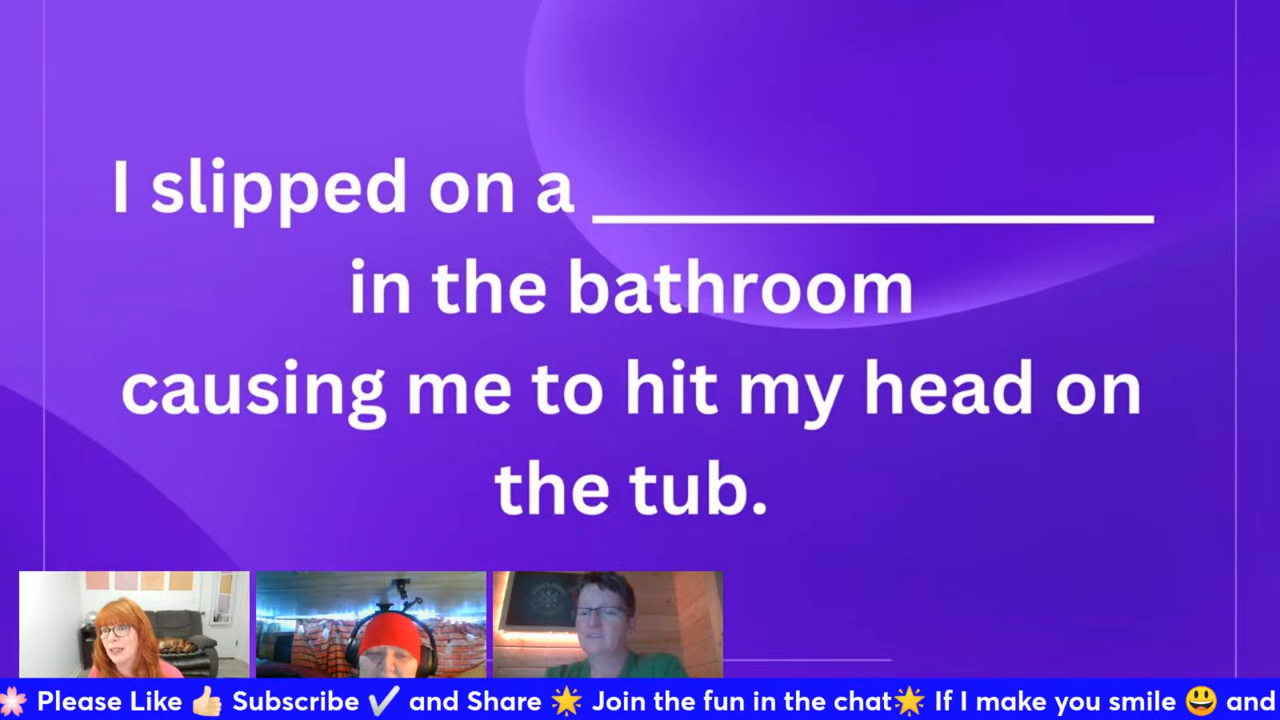 I slipped on a ____________
in the bathroom
causing me to hit my head on
the tub.
🌸 Please Like 👍🏻 Subscribe ✔️ and Share 🌟 Join the fun in the chat🌟 If I make you smile 😃 and